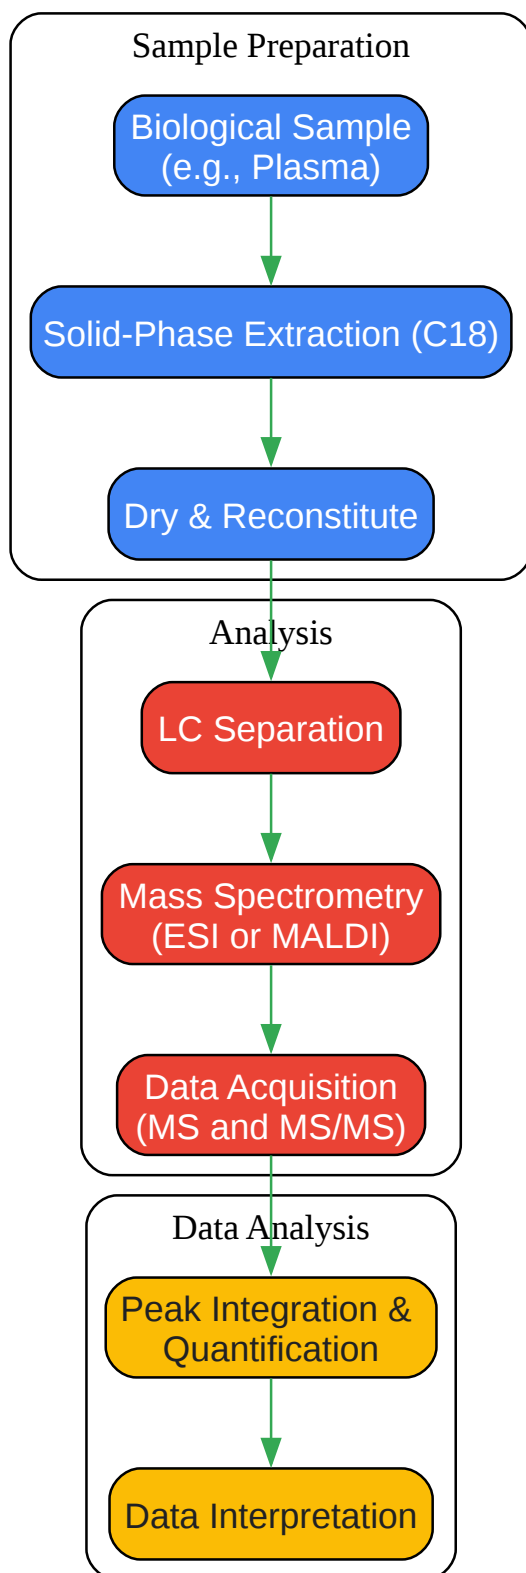 Sample Preparation
Biological Sample
(e.g., Plasma)
Solid-Phase Extraction (C18)
Dry & Reconstitute
Analysis
LC Separation
Mass Spectrometry
(ESI or MALDI)
Data Acquisition
(MS and MS/MS)
Data Analysis
Peak Integration &
Quantification
Data Interpretation